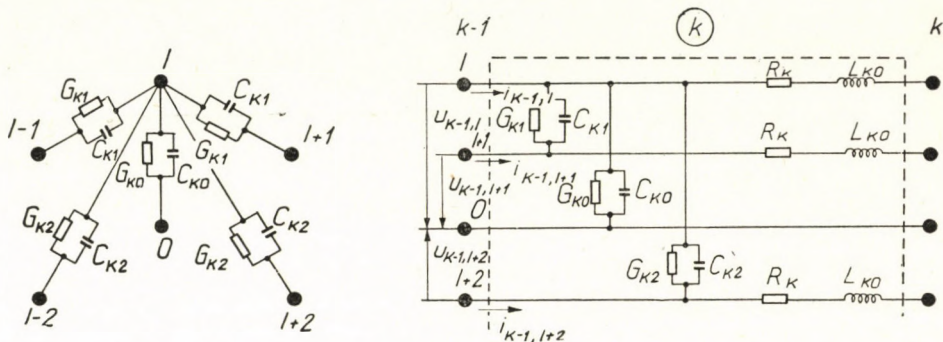 l
G_K1
C_K1
l-1
C_K1
G_K0
C_K0
G_K1
l+1
G_K2
C_K2
0
C_K2
G_K2
l-2
l+2
k-1
k
k
l
R_K
L_K0
i_K-1,l
u_K-1,l
G_K1
C_K1
l+1
R_K
L_K0
i_K-1,l+1
u_K-1,l+1
G_K0
C_K0
0
u_K-1,l+2
G_K2
C_K2
l+2
R_K
L_K0
i_K-1,l+2